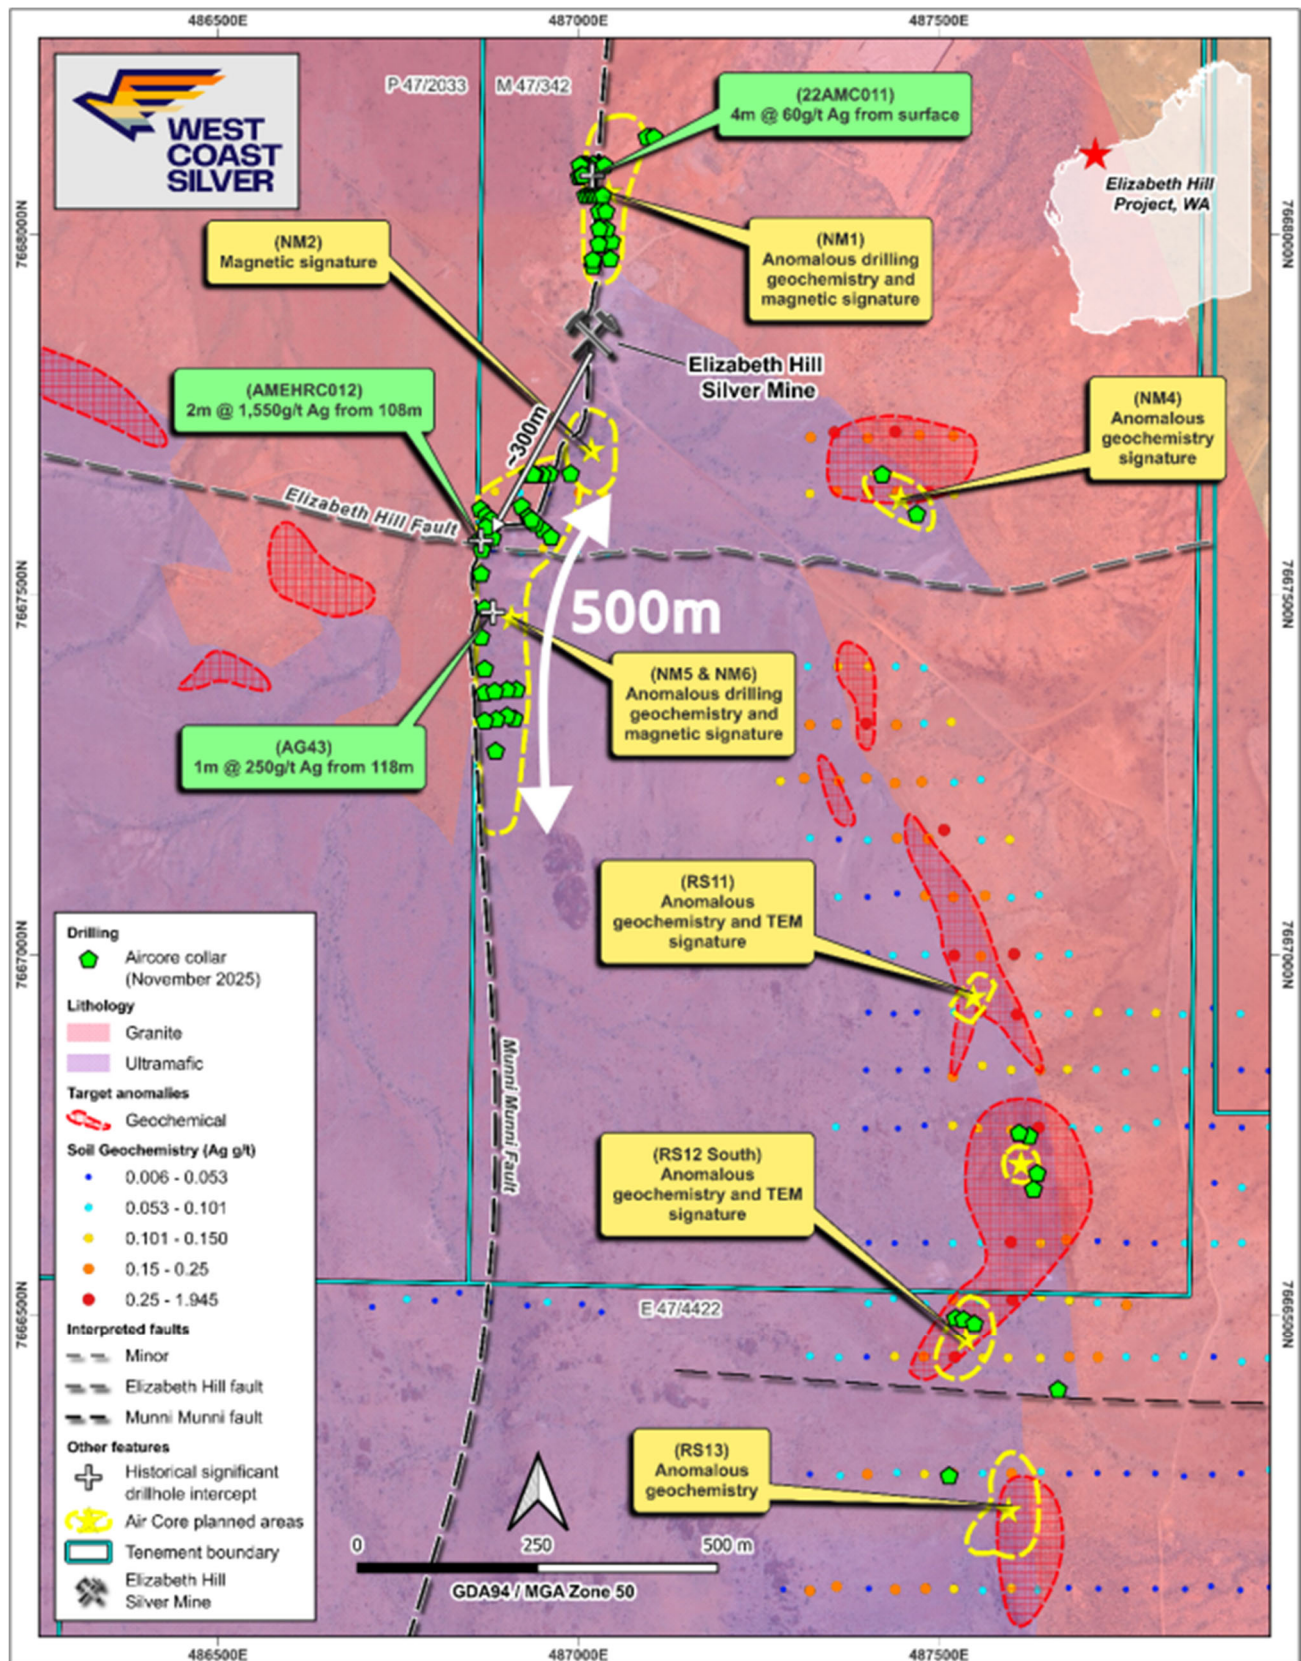 486500E
487000E
487500E
WEST
COAST
SILVER
P 47/2033
M 47/342
(22AMC011)
4m @ 60g/t Ag from surface
Elizabeth Hill
Project, WA
7668000N
7668000N
(NM2)
Magnetic signature
(NM1)
Anomalous drilling
geochemistry and
magnetic signature
Elizabeth Hill
Silver Mine
(AMEHRC012)
2m @ 1,550g/t Ag from 108m
~300m
(NM4)
Anomalous
geochemistry
signature
Elizabeth Hill Fault
7667500N
7667500N
500m
(NM5 & NM6)
Anomalous drilling
geochemistry and
magnetic signature
(AG43)
1m @ 250g/t Ag from 118m
(RS11)
Anomalous
geochemistry and TEM
signature
7667000N
7667000N
Munni Munni Fault
(RS12 South)
Anomalous
geochemistry and TEM
signature
E 47/4422
7666500N
7666500N
(RS13)
Anomalous
geochemistry
Drilling
Aircore collar
(November 2025)
Lithology
Granite
Ultramafic
Target anomalies
Geochemical
Soil Geochemistry (Ag g/t)
0.006 - 0.053
0.053 - 0.101
0.101 - 0.150
0.15 - 0.25
0.25 - 1.945
Interpreted faults
Minor
Elizabeth Hill fault
Munni Munni fault
Other features
Historical significant
drillhole intercept
Air Core planned areas
Tenement boundary
Elizabeth Hill
Silver Mine
0 250 500 m
GDA94 / MGA Zone 50
486500E
487000E
487500E